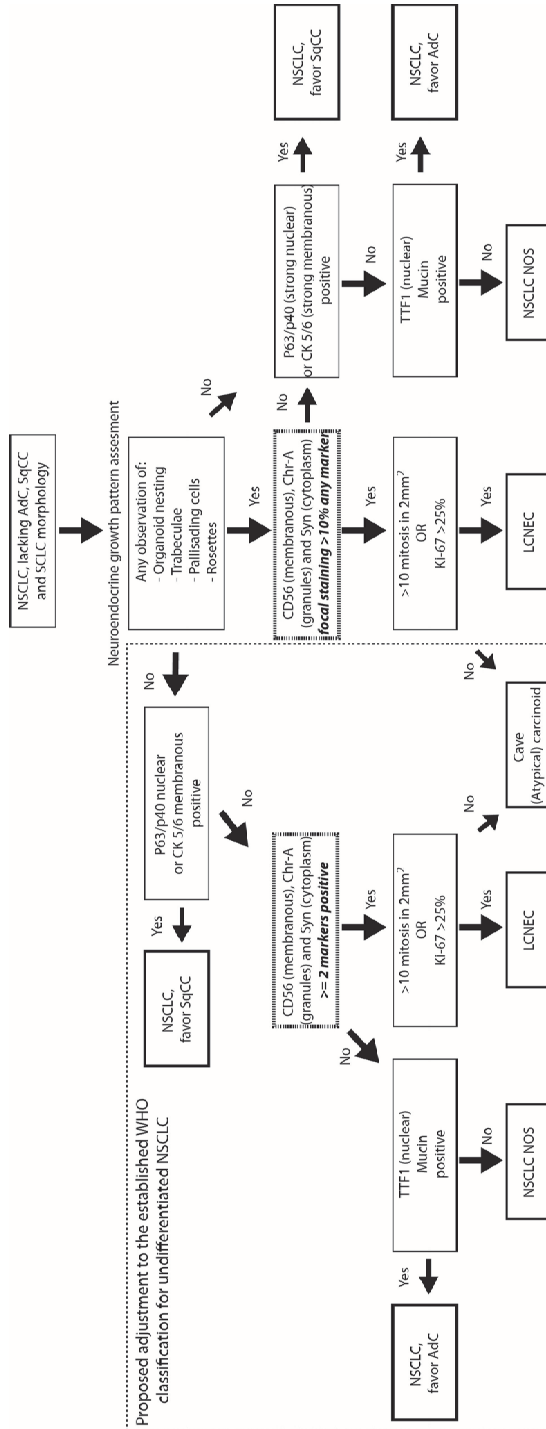 NSCLC, lacking AdC, SqCC
and SCLC morphology
Neuroendocrine growth pattern assesment
Proposed adjustment to the established WHO
classification for undifferentiated NSCLC
NSCLC,
favor SqCC
Yes
P63/p40 nuclear
or CK 5/6 membranous
positive
No
Any observation of:
- Organoid nesting
- Trabeculae
- Pallisading cells
- Rosettes
No
No
Yes
CD56 (membranous), Chr-A
(granules) and Syn (cytoplasm)
>= 2 markers positive
CD56 (membranous), Chr-A
(granules) and Syn (cytoplasm)
focal staining >10% any marker
No
P63/p40 (strong nuclear)
or CK 5/6 (strong membranous)
positive
Yes
NSCLC,
favor SqCC
No
Yes
Yes
No
NSCLC,
favor AdC
Yes
TTF1 (nuclear)
Mucin
positive
>10 mitosis in 2mm²
OR
KI-67 >25%
>10 mitosis in 2mm²
OR
KI-67 >25%
TTF1 (nuclear)
Mucin
positive
Yes
NSCLC,
favor AdC
No
Yes
No
No
Yes
No
NSCLC NOS
LCNEC
Cave
(Atypical) carcinoid
LCNEC
NSCLC NOS